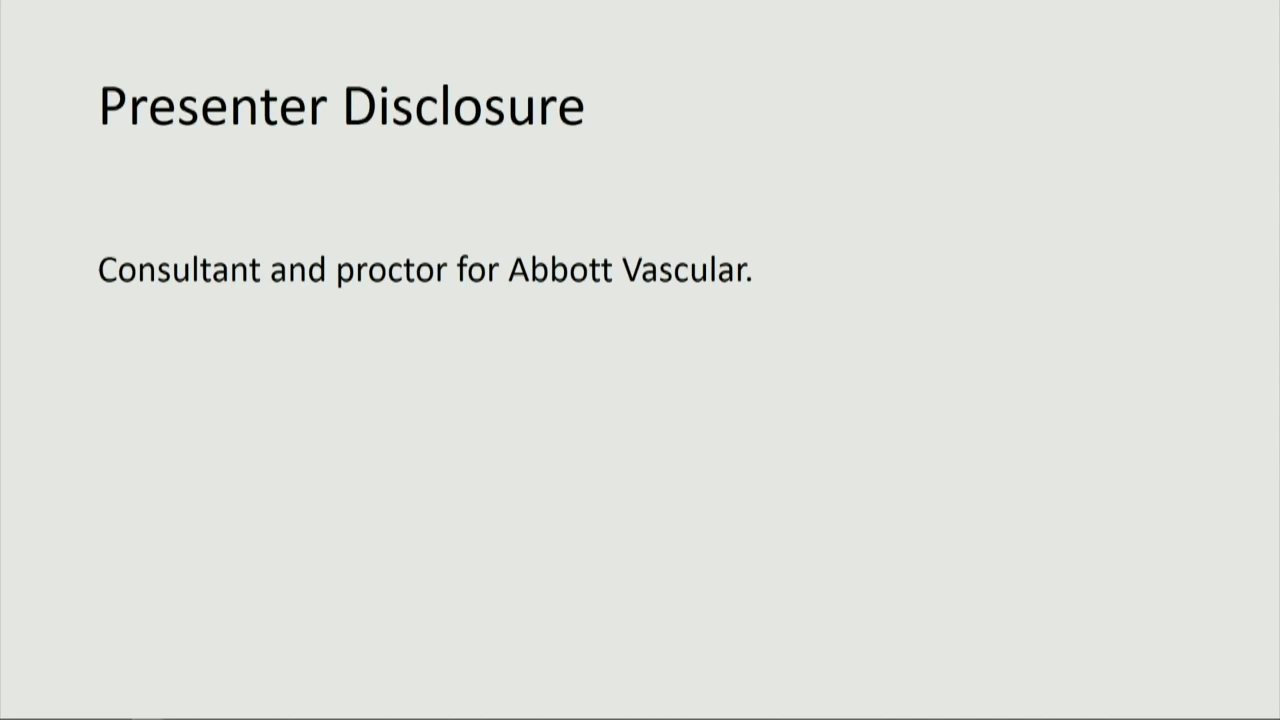 Presenter Disclosure
Consultant and proctor for Abbott Vascular.